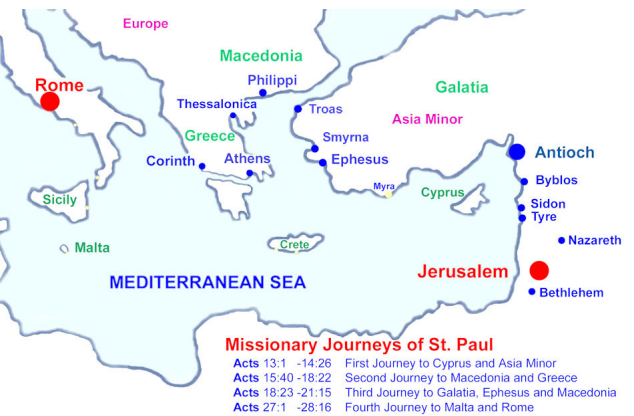 Europe
Macedonia
Philippi
Rome
Galatia
Thessalonica
Troas
Asia Minor
Greece
Smyrna
Corinth
Athens
Ephesus
Antioch
Byblos
Myra
Cyprus
Sicily
Sidon
Tyre
Malta
Crete
Nazareth
MEDITERRANEAN SEA
Jerusalem
Bethlehem
Missionary Journeys of St. Paul
Acts 13:1 -14:26 First Journey to Cyprus and Asia Minor
Acts 15:40 -18:22 Second Journey to Macedonia and Greece
Acts 18:23 -21:15 Third Journey to Galatia, Ephesus and Macedonia
Acts 27:1 -28:16 Fourth Journey to Malta and Rome